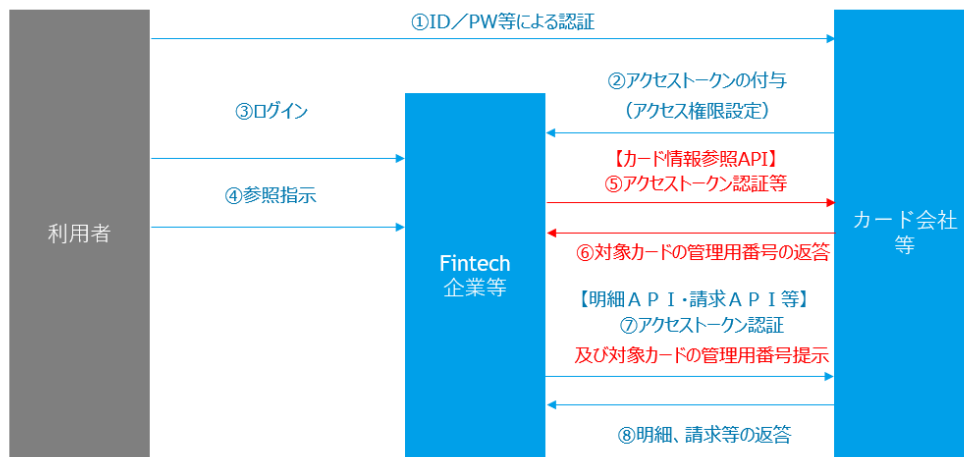 ①ID／PW等による認証
②アクセストークンの付与
（アクセス権限設定）
③ログイン
【カード情報参照API】
⑤アクセストークン認証等
④参照指示
利用者
カード会社
等
⑥対象カードの管理用番号の返答
Fintech
企業等
【明細ＡＰＩ・請求ＡＰＩ等】
⑦アクセストークン認証
及び対象カードの管理用番号提示
⑧明細、請求等の返答